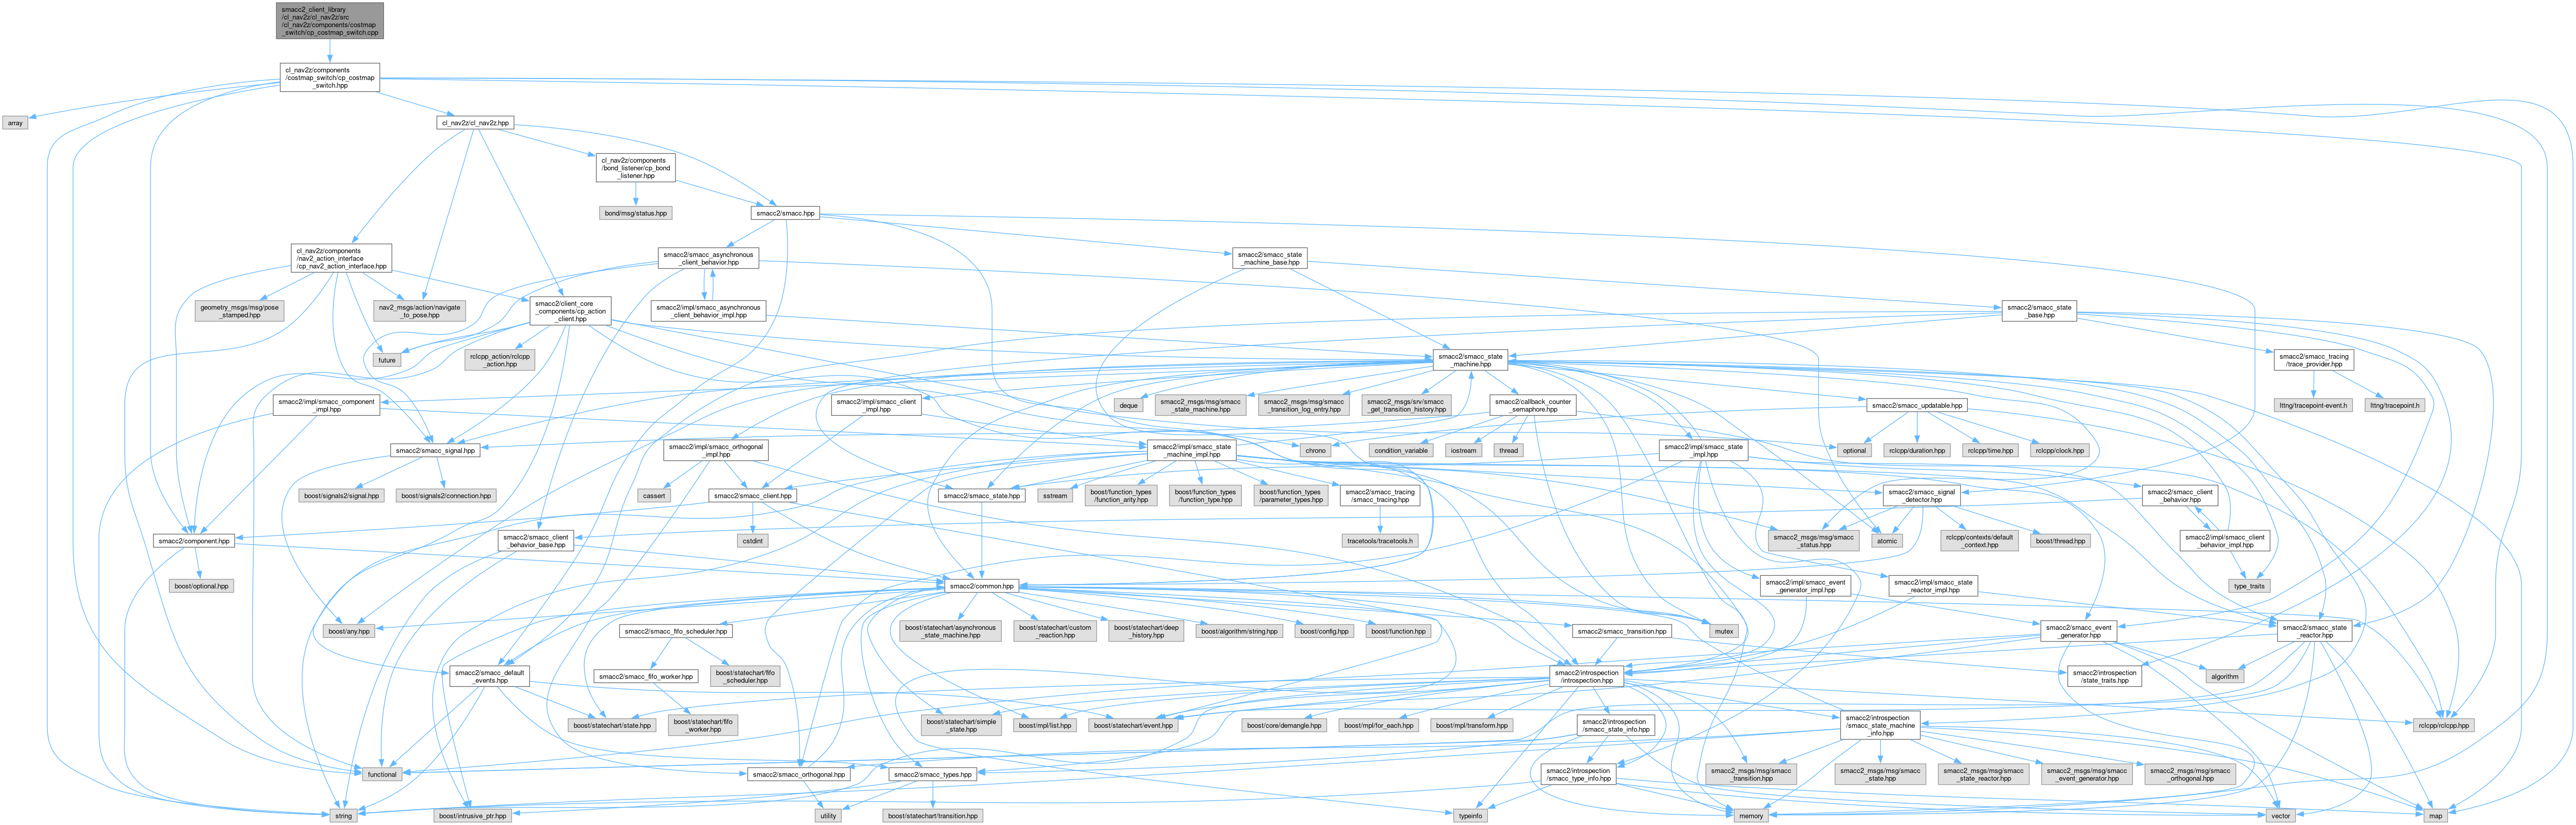 smacc2_client_library
/cl_nav2z/cl_nav2z/src
/cl_nav2z/components/costmap
_switch/cp_costmap_switch.cpp
cl_nav2z/components
/costmap_switch/cp_costmap
_switch.hpp
array
cl_nav2z/cl_nav2z.hpp
cl_nav2z/components
/bond_listener/cp_bond
_listener.hpp
bond/msg/status.hpp
smacc2/smacc.hpp
cl_nav2z/components
/nav2_action_interface
/cp_nav2_action_interface.hpp
smacc2/smacc_asynchronous
_client_behavior.hpp
smacc2/smacc_state
_machine_base.hpp
geometry_msgs/msg/pose
_stamped.hpp
nav2_msgs/action/navigate
_to_pose.hpp
smacc2/client_core
_components/cp_action
_client.hpp
smacc2/impl/smacc_asynchronous
_client_behavior_impl.hpp
smacc2/smacc_state
_base.hpp
future
rclcpp_action/rclcpp
_action.hpp
smacc2/smacc_state
_machine.hpp
smacc2/smacc_tracing
/trace_provider.hpp
smacc2/impl/smacc_component
_impl.hpp
smacc2/impl/smacc_client
_impl.hpp
deque
smacc2_msgs/msg/smacc
_state_machine.hpp
smacc2_msgs/msg/smacc
_transition_log_entry.hpp
smacc2_msgs/srv/smacc
_get_transition_history.hpp
smacc2/callback_counter
_semaphore.hpp
smacc2/smacc_updatable.hpp
lttng/tracepoint-event.h
lttng/tracepoint.h
smacc2/smacc_signal.hpp
smacc2/impl/smacc_orthogonal
_impl.hpp
smacc2/impl/smacc_state
_machine_impl.hpp
chrono
condition_variable
iostream
thread
smacc2/impl/smacc_state
_impl.hpp
optional
rclcpp/duration.hpp
rclcpp/time.hpp
rclcpp/clock.hpp
boost/signals2/signal.hpp
boost/signals2/connection.hpp
cassert
smacc2/smacc_client.hpp
smacc2/smacc_state.hpp
sstream
boost/function_types
/function_arity.hpp
boost/function_types
/function_type.hpp
boost/function_types
/parameter_types.hpp
smacc2/smacc_tracing
/smacc_tracing.hpp
smacc2/smacc_signal
_detector.hpp
smacc2/smacc_client
_behavior.hpp
smacc2/component.hpp
smacc2/smacc_client
_behavior_base.hpp
cstdint
tracetools/tracetools.h
smacc2_msgs/msg/smacc
_status.hpp
atomic
rclcpp/contexts/default
_context.hpp
boost/thread.hpp
smacc2/impl/smacc_client
_behavior_impl.hpp
boost/optional.hpp
smacc2/common.hpp
smacc2/impl/smacc_event
_generator_impl.hpp
smacc2/impl/smacc_state
_reactor_impl.hpp
type_traits
boost/any.hpp
smacc2/smacc_fifo_scheduler.hpp
boost/statechart/asynchronous
_state_machine.hpp
boost/statechart/custom
_reaction.hpp
boost/statechart/deep
_history.hpp
boost/algorithm/string.hpp
boost/config.hpp
boost/function.hpp
smacc2/smacc_transition.hpp
mutex
smacc2/smacc_event
_generator.hpp
smacc2/smacc_state
_reactor.hpp
smacc2/smacc_default
_events.hpp
smacc2/smacc_fifo_worker.hpp
boost/statechart/fifo
_scheduler.hpp
smacc2/introspection
/introspection.hpp
smacc2/introspection
/state_traits.hpp
algorithm
boost/statechart/state.hpp
boost/statechart/fifo
_worker.hpp
boost/statechart/simple
_state.hpp
boost/mpl/list.hpp
boost/statechart/event.hpp
boost/core/demangle.hpp
boost/mpl/for_each.hpp
boost/mpl/transform.hpp
smacc2/introspection
/smacc_state_info.hpp
smacc2/introspection
/smacc_state_machine
_info.hpp
rclcpp/rclcpp.hpp
functional
smacc2/smacc_orthogonal.hpp
smacc2/smacc_types.hpp
smacc2/introspection
/smacc_type_info.hpp
smacc2_msgs/msg/smacc
_transition.hpp
smacc2_msgs/msg/smacc
_state.hpp
smacc2_msgs/msg/smacc
_state_reactor.hpp
smacc2_msgs/msg/smacc
_event_generator.hpp
smacc2_msgs/msg/smacc
_orthogonal.hpp
string
boost/intrusive_ptr.hpp
utility
boost/statechart/transition.hpp
typeinfo
memory
vector
map